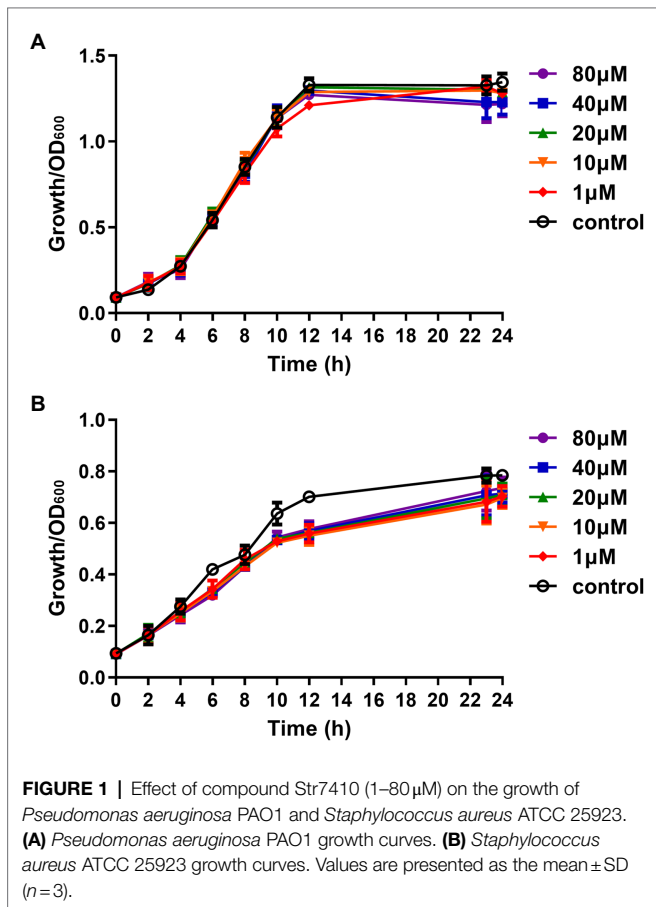 A
Growth/OD600
1.5
1.0
0.5
0.0
0 2 4 6 8 10 12 14 16 18 20 22 24
Time (h)
80µM
40µM
20µM
10µM
1µM
control
B
Growth/OD600
1.0
0.8
0.6
0.4
0.2
0.0
0 2 4 6 8 10 12 14 16 18 20 22 24
Time (h)
80µM
40µM
20µM
10µM
1µM
control
FIGURE 1 | Effect of compound Str7410 (1–80 µM) on the growth of
Pseudomonas aeruginosa PAO1 and Staphylococcus aureus ATCC 25923.
(A) Pseudomonas aeruginosa PAO1 growth curves. (B) Staphylococcus
aureus ATCC 25923 growth curves. Values are presented as the mean ± SD
(n = 3).